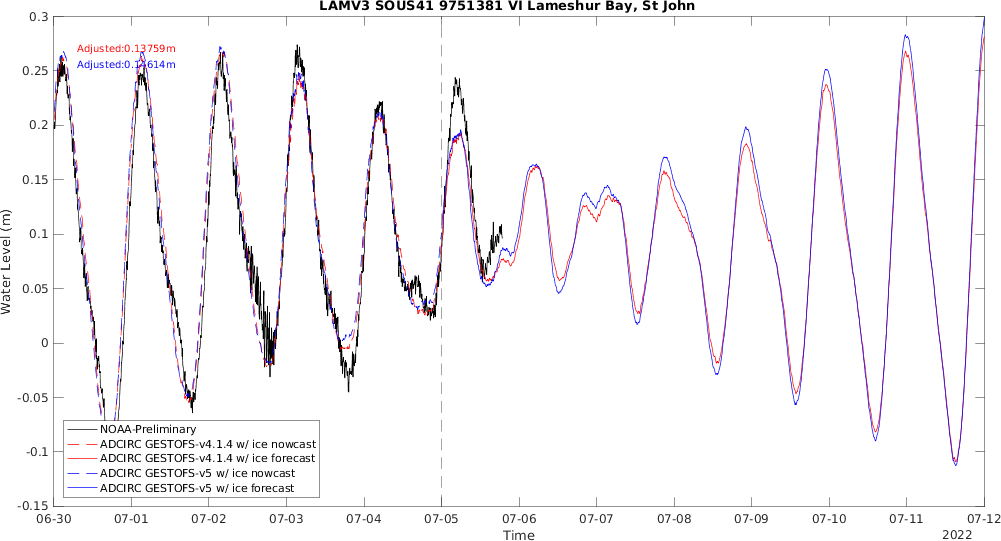 LAMV3 SOUS41 9751381 VI Lameshur Bay, St John
Adjusted:0.13759m
Water Level (m)
0.3
0.25
0.2
0.15
0.1
0.05
0
-0.05
-0.1
-0.15
NOAA-Preliminary
ADCIRC GESTOFS-v4.1.4 w/ ice nowcast
ADCIRC GESTOFS-v4.1.4 w/ ice forecast
ADCIRC GESTOFS-v5 w/ ice nowcast
ADCIRC GESTOFS-v5 w/ ice forecast
06-30 07-01 07-02 07-03 07-04 07-05 07-06 07-07 07-08 07-09 07-10 07-11 07-12
Time
2022